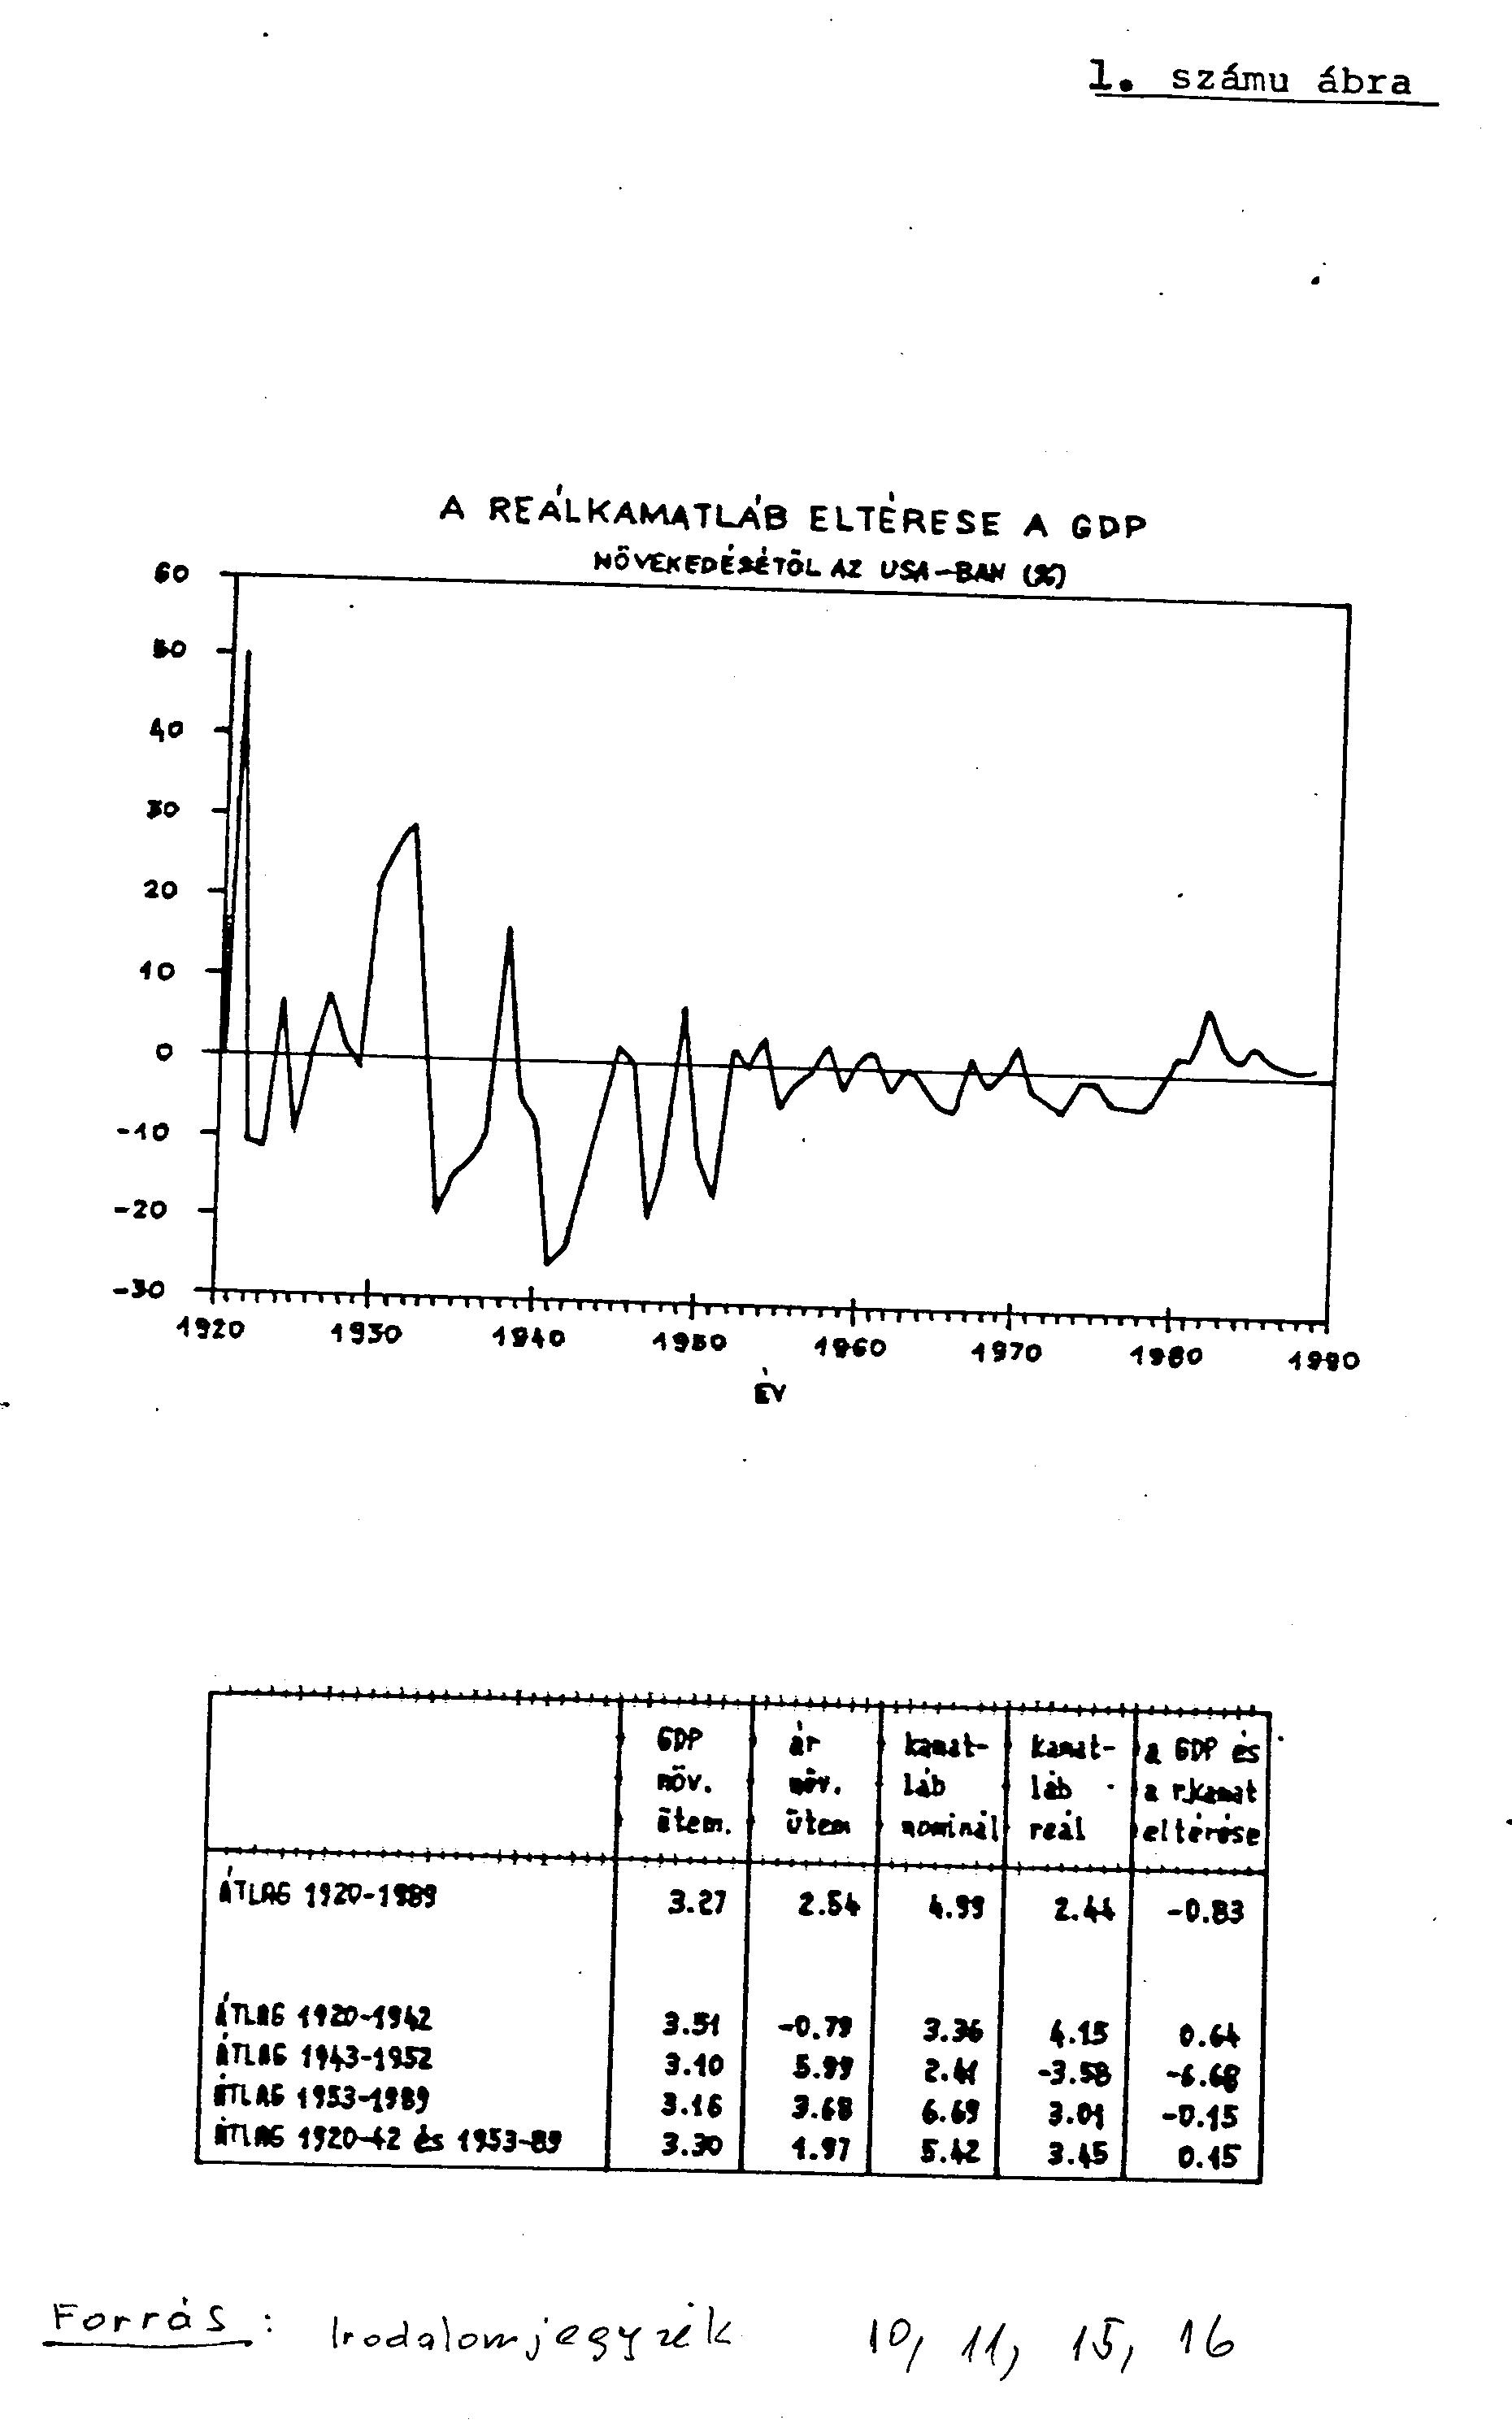 1. számu ábra
A REÁLKAMATLÁB ELTÉRESE A GDP
NÖVEKEDÉSÉTÖL AZ USA-BAN (%)
60
50
40
30
20
10
0
-10
-20
-30
1920 1930 1940 1950 1960 1970 1980 1990
ÉV
GDP ár kamat- kamat- a GDP és
növ. növ. láb láb a r.kamat
ütem. ütem nominál reál eltérése
ÁTLAG 1920-1989 3.27 2.54 4.99 2.44 -0.83
ÁTLAG 1920-1942 3.51 -0.79 3.36 4.15 0.64
ÁTLAG 1943-1952 3.10 5.99 2.41 -3.58 -6.68
ÁTLAG 1953-1989 3.16 3.68 6.69 3.01 -0.15
ÁTLAG 1920-42 és 1953-89 3.30 1.97 5.42 3.45 0.15
Forrás: Irodalomjegyzék 10, 11, 15, 16